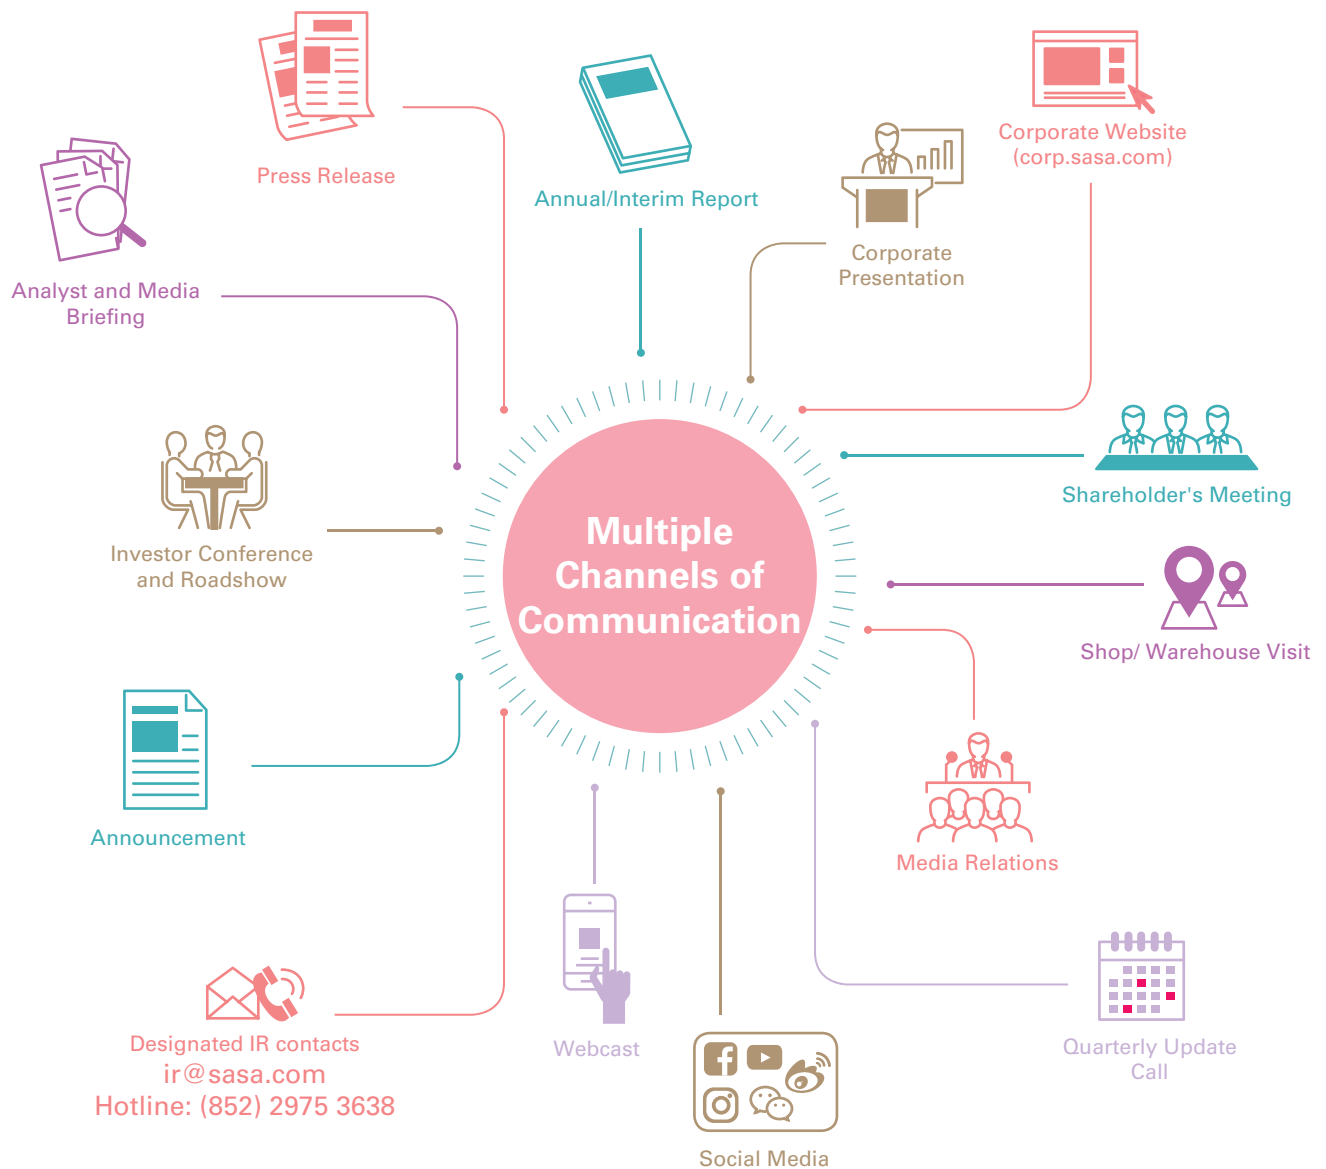 Press Release
Annual/Interim Report
Corporate Website
(corp.sasa.com)
Corporate
Presentation
Analyst and Media
Briefing
Shareholder's Meeting
Investor Conference
and Roadshow
Multiple
Channels of
Communication
Shop/ Warehouse Visit
Announcement
Media Relations
Designated IR contacts
ir@sasa.com
Hotline: (852) 2975 3638
Webcast
Quarterly Update
Call
Social Media